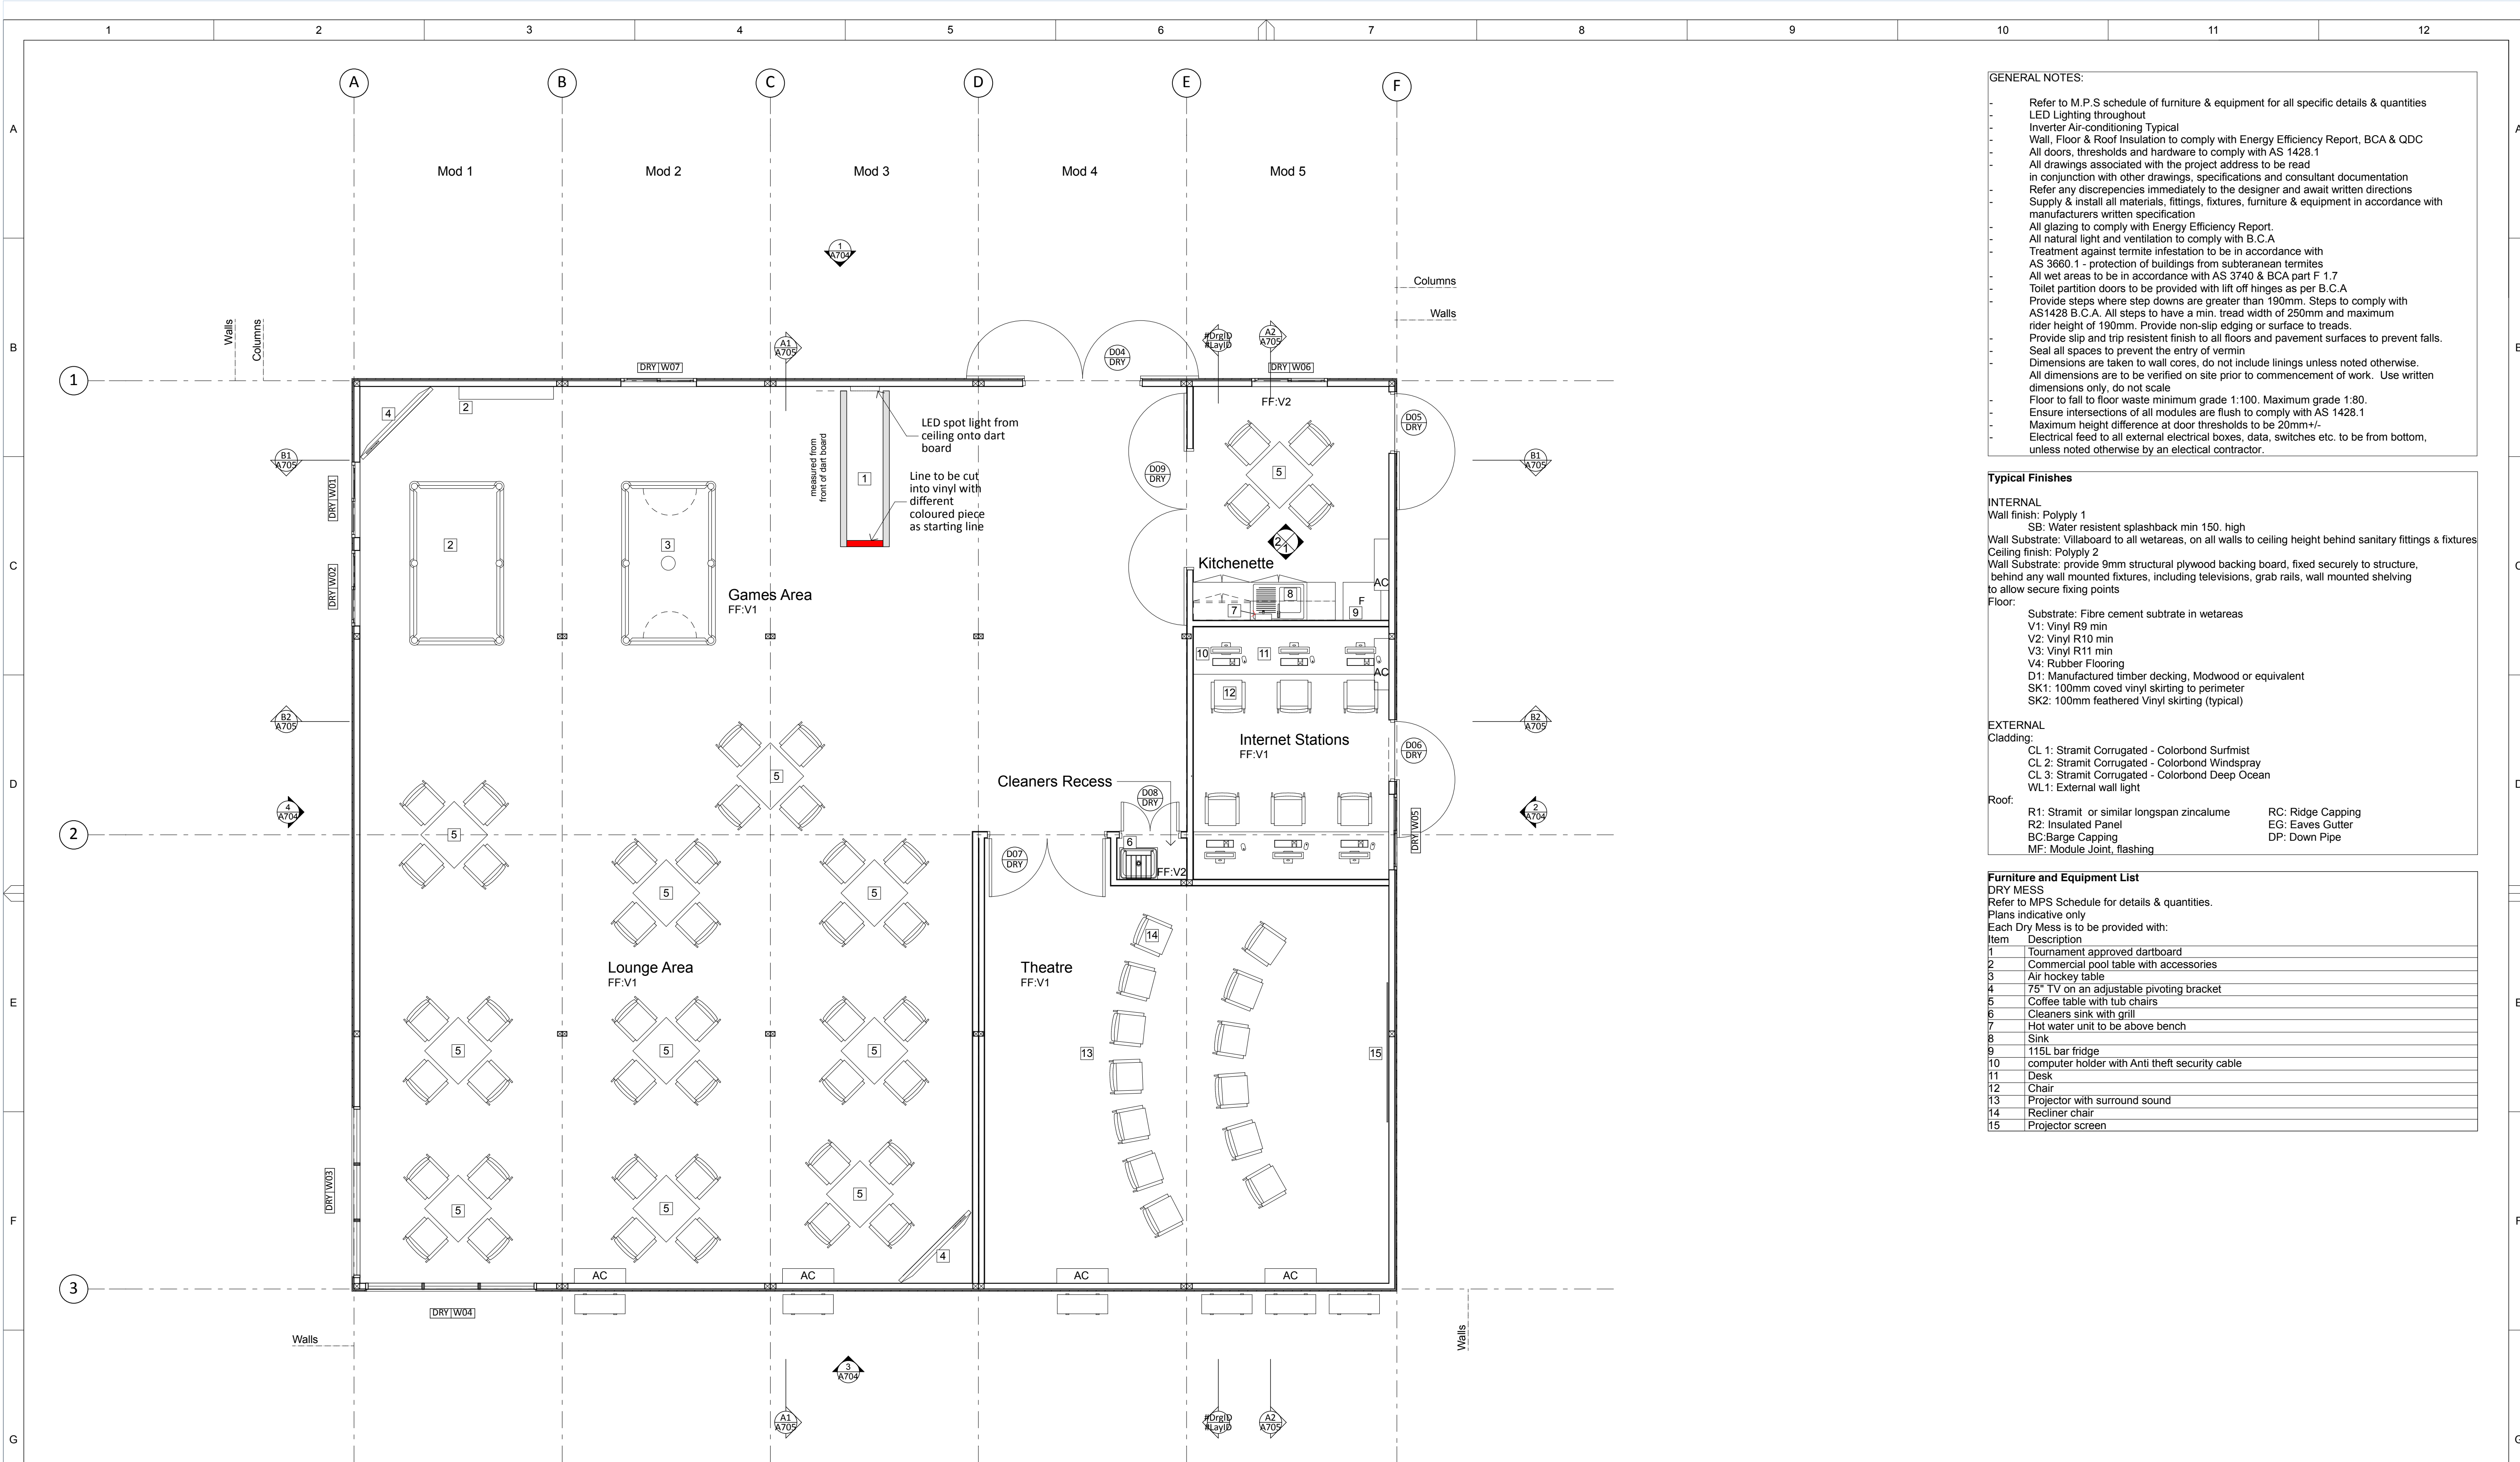 1 2 3 4 5 6 7 8 9 10 11 12
A B C D E F
A
Mod 1 Mod 2 Mod 3 Mod 4 Mod 5
1
A704
Columns
Walls
Walls
Columns
B
A1
A705
D04
DRY
#DrgID
#LayID
A2
A705
DRY W07
DRY W06
1
FF:V2
4
2
D05
DRY
LED spot light from
ceiling onto dart
board
measured from
front of dart board
B1
A705
B1
A705
1
D09
DRY
5
Line to be cut
into vinyl with
different
coloured piece
as starting line
DRY W01
2
3
2
1
C
Kitchenette
AC
DRY W02
Games Area
FF:V1
8
F
7
9
10
11
AC
12
B2
A705
B2
A705
Internet Stations
FF:V1
D06
DRY
5
Cleaners Recess
D
D08
DRY
4
A704
2
A704
2
5
6
DRY W05
D07
DRY
FF:V2
5
5
14
Lounge Area
FF:V1
Theatre
FF:V1
E
5
5
5
13
15
DRY W03
5
5
5
F
4
AC
AC
AC
AC
3
DRY W04
Walls
Walls
3
A704
A1
A705
#DrgID
#LayID
A2
A705
G
GENERAL NOTES:
- Refer to M.P.S schedule of furniture & equipment for all specific details & quantities
- LED Lighting throughout
- Inverter Air-conditioning Typical
- Wall, Floor & Roof Insulation to comply with Energy Efficiency Report, BCA & QDC
- All doors, thresholds and hardware to comply with AS 1428.1
- All drawings associated with the project address to be read
in conjunction with other drawings, specifications and consultant documentation
- Refer any discrepencies immediately to the designer and await written directions
- Supply & install all materials, fittings, fixtures, furniture & equipment in accordance with
manufacturers written specification
- All glazing to comply with Energy Efficiency Report.
- All natural light and ventilation to comply with B.C.A
- Treatment against termite infestation to be in accordance with
AS 3660.1 - protection of buildings from subteranean termites
- All wet areas to be in accordance with AS 3740 & BCA part F 1.7
- Toilet partition doors to be provided with lift off hinges as per B.C.A
- Provide steps where step downs are greater than 190mm. Steps to comply with
AS1428 B.C.A. All steps to have a min. tread width of 250mm and maximum
rider height of 190mm. Provide non-slip edging or surface to treads.
- Provide slip and trip resistent finish to all floors and pavement surfaces to prevent falls.
- Seal all spaces to prevent the entry of vermin
- Dimensions are taken to wall cores, do not include linings unless noted otherwise.
All dimensions are to be verified on site prior to commencement of work. Use written
dimensions only, do not scale
- Floor to fall to floor waste minimum grade 1:100. Maximum grade 1:80.
- Ensure intersections of all modules are flush to comply with AS 1428.1
- Maximum height difference at door thresholds to be 20mm+/-
- Electrical feed to all external electrical boxes, data, switches etc. to be from bottom,
unless noted otherwise by an electical contractor.
Typical Finishes
INTERNAL
Wall finish: Polyply 1
SB: Water resistent splashback min 150. high
Wall Substrate: Villaboard to all wetareas, on all walls to ceiling height behind sanitary fittings & fixtures
Ceiling finish: Polyply 2
Wall Substrate: provide 9mm structural plywood backing board, fixed securely to structure,
behind any wall mounted fixtures, including televisions, grab rails, wall mounted shelving
to allow secure fixing points
Floor:
Substrate: Fibre cement subtrate in wetareas
V1: Vinyl R9 min
V2: Vinyl R10 min
V3: Vinyl R11 min
V4: Rubber Flooring
D1: Manufactured timber decking, Modwood or equivalent
SK1: 100mm coved vinyl skirting to perimeter
SK2: 100mm feathered Vinyl skirting (typical)
EXTERNAL
Cladding:
CL 1: Stramit Corrugated - Colorbond Surfmist
CL 2: Stramit Corrugated - Colorbond Windspray
CL 3: Stramit Corrugated - Colorbond Deep Ocean
WL1: External wall light
Roof:
R1: Stramit or similar longspan zincalume RC: Ridge Capping
R2: Insulated Panel EG: Eaves Gutter
BC:Barge Capping DP: Down Pipe
MF: Module Joint, flashing
Furniture and Equipment List
DRY MESS
Refer to MPS Schedule for details & quantities.
Plans indicative only
Each Dry Mess is to be provided with:
Item Description
1 Tournament approved dartboard
2 Commercial pool table with accessories
3 Air hockey table
4 75" TV on an adjustable pivoting bracket
5 Coffee table with tub chairs
6 Cleaners sink with grill
7 Hot water unit to be above bench
8 Sink
9 115L bar fridge
10 computer holder with Anti theft security cable
11 Desk
12 Chair
13 Projector with surround sound
14 Recliner chair
15 Projector screen